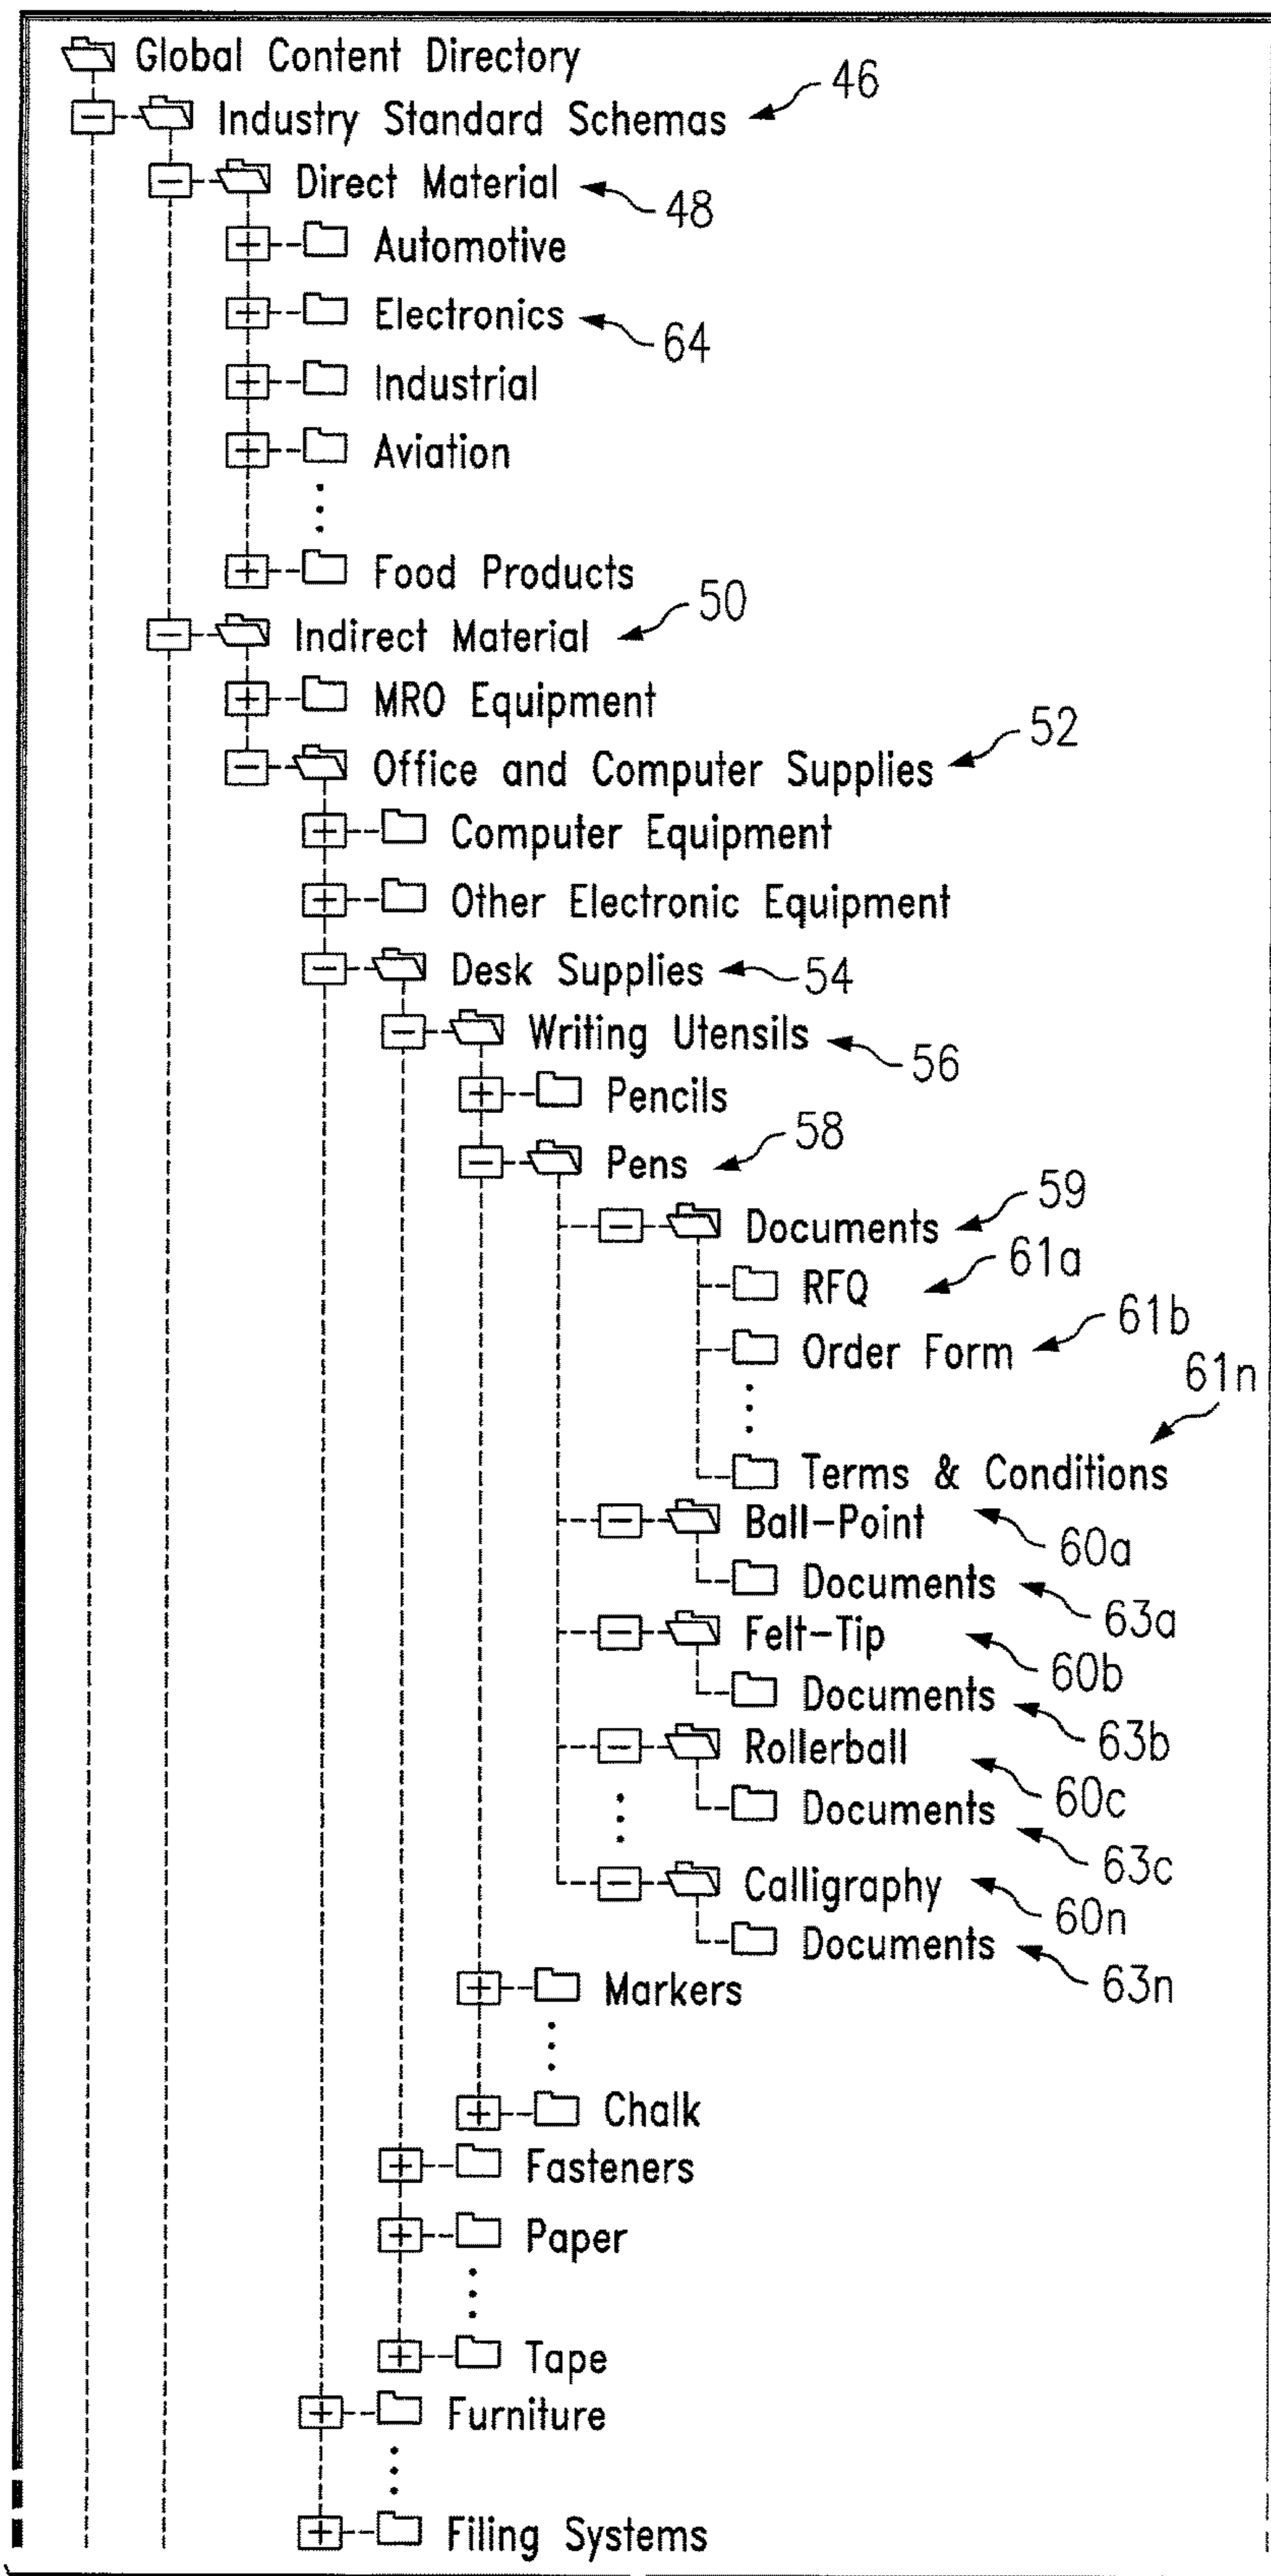 Global Content Directory
Industry Standard Schemas 46
Direct Material 48
Automotive
Electronics 64
Industrial
Aviation
Food Products
Indirect Material 50
MRO Equipment
Office and Computer Supplies 52
Computer Equipment
Other Electronic Equipment
Desk Supplies 54
Writing Utensils 56
Pencils
Pens 58
Documents 59
RFQ 61a
Order Form 61b
Terms & Conditions 61n
Ball-Point 60a
Documents 63a
Felt-Tip 60b
Documents 63b
Rollerball 60c
Documents 63c
Calligraphy 60n
Documents 63n
Markers
Chalk
Fasteners
Paper
Tape
Furniture
Filing Systems